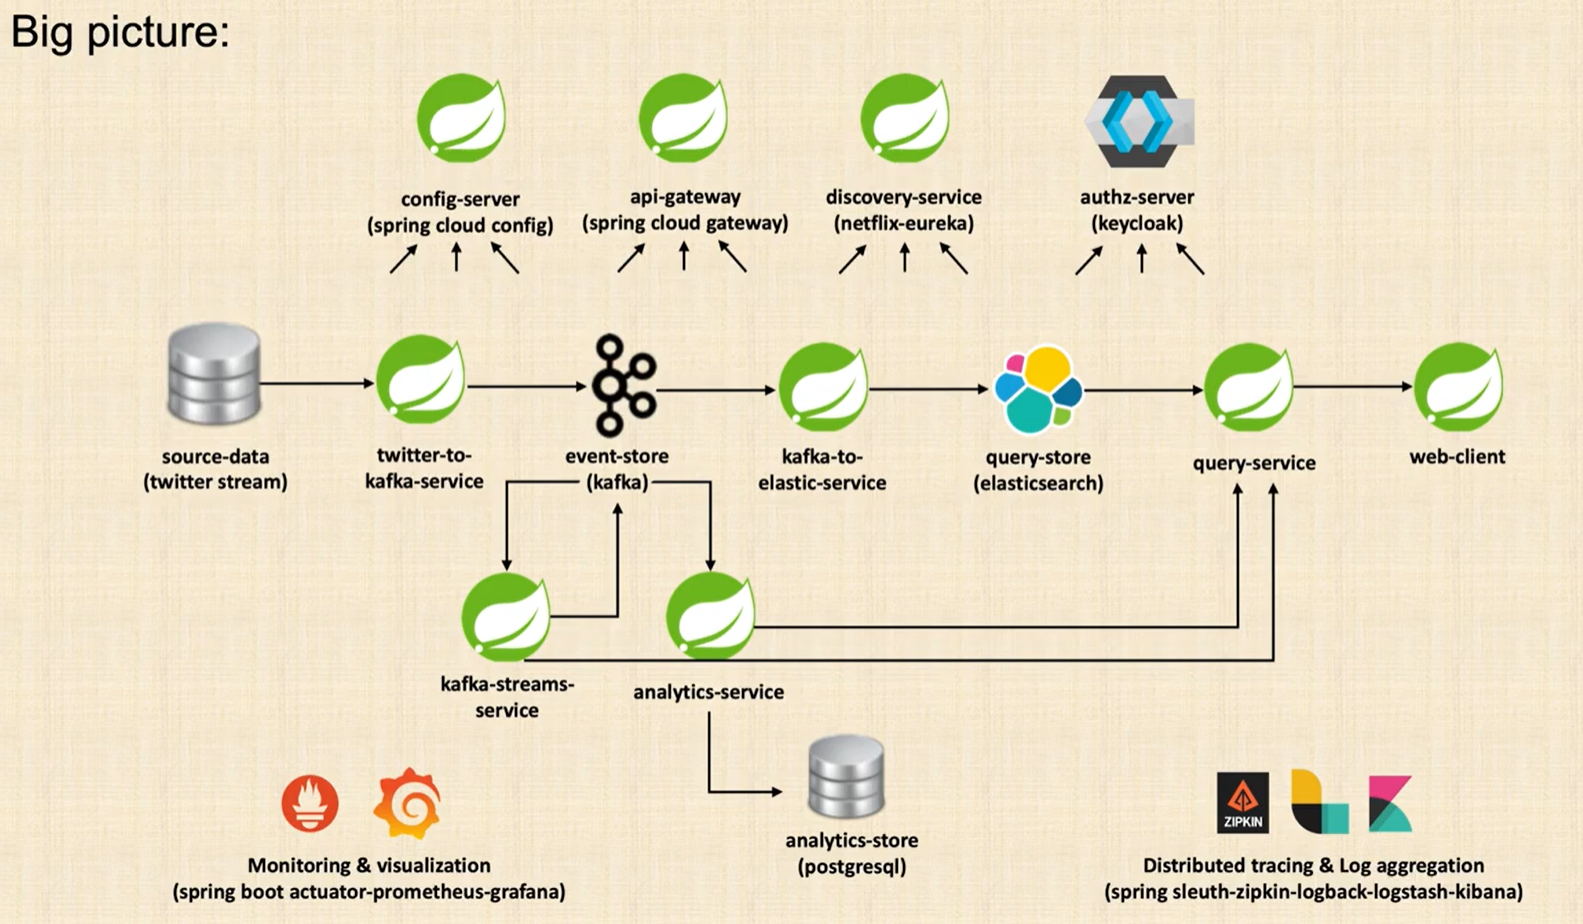 Big picture:
config-server
(spring cloud config)
api-gateway
(spring cloud gateway)
discovery-service
(netflix-eureka)
authz-server
(keycloak)
source-data
(twitter stream)
twitter-to-
kafka-service
event-store
(kafka)
kafka-to-
elastic-service
query-store
(elasticsearch)
query-service
web-client
kafka-streams-
service
analytics-service
analytics-store
(postgresql)
Monitoring & visualization
(spring boot actuator-prometheus-grafana)
ZIPKIN
Distributed tracing & Log aggregation
(spring sleuth-zipkin-logback-logstash-kibana)